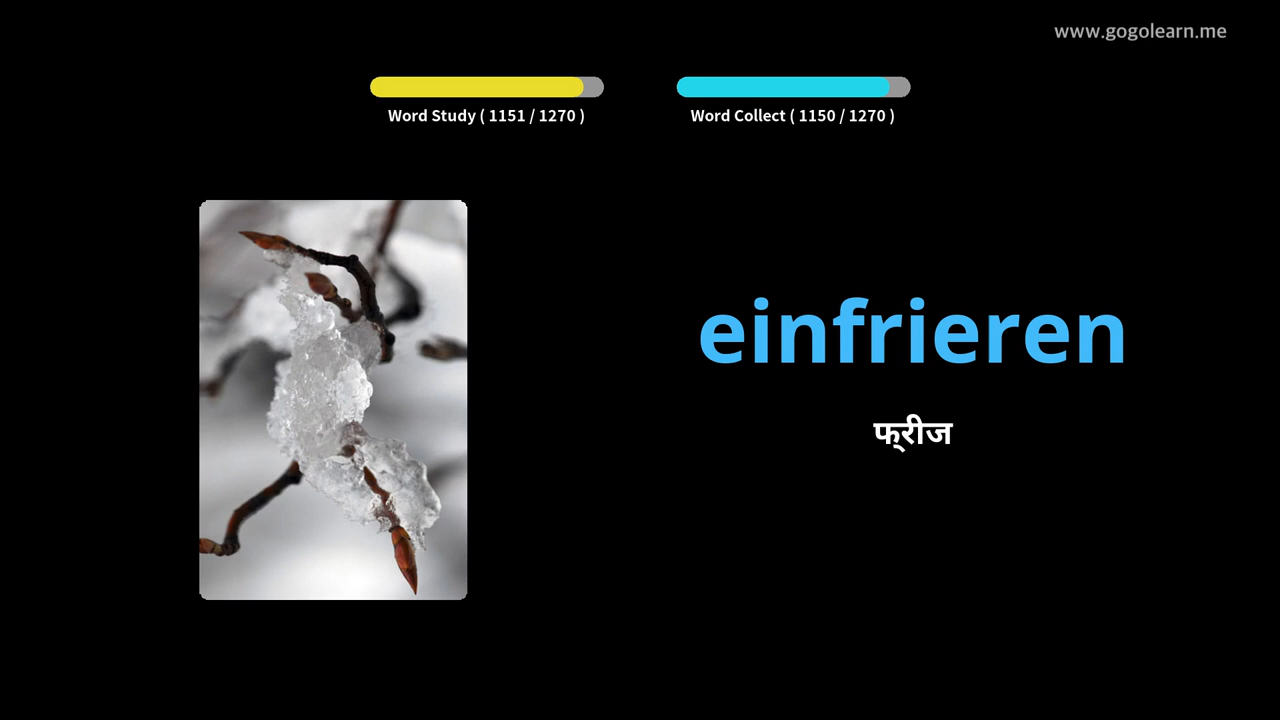 www.gogolearn.me
Word Study ( 1151 / 1270 )
Word Collect ( 1150 / 1270 )
einfrieren
फ्रीज